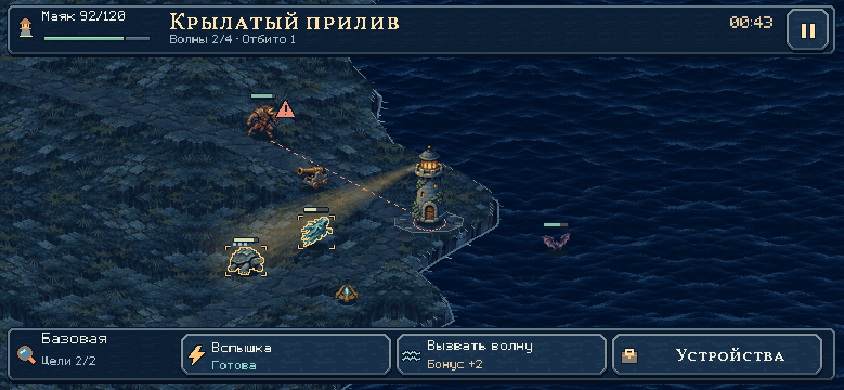 Маяк 92/120
Крылатый прилив
Волны 2/4 · Отбито 1
00:43
Базовая
Цели 2/2
Вспышка
Готова
Вызвать волну
Бонус +2
Устройства